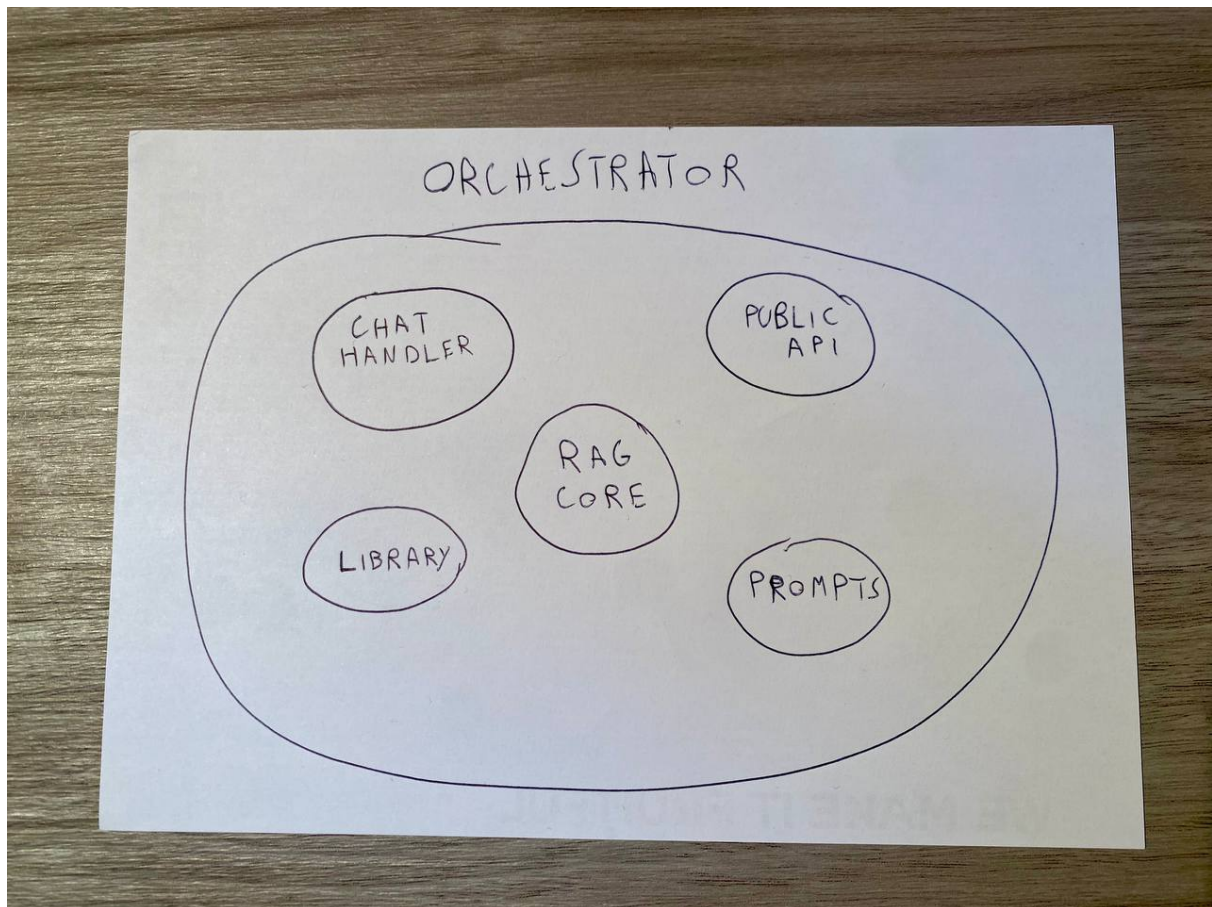 ORCHESTRATOR
CHAT
HANDLER
PUBLIC
API
RAG
CORE
LIBRARY
PROMPTS